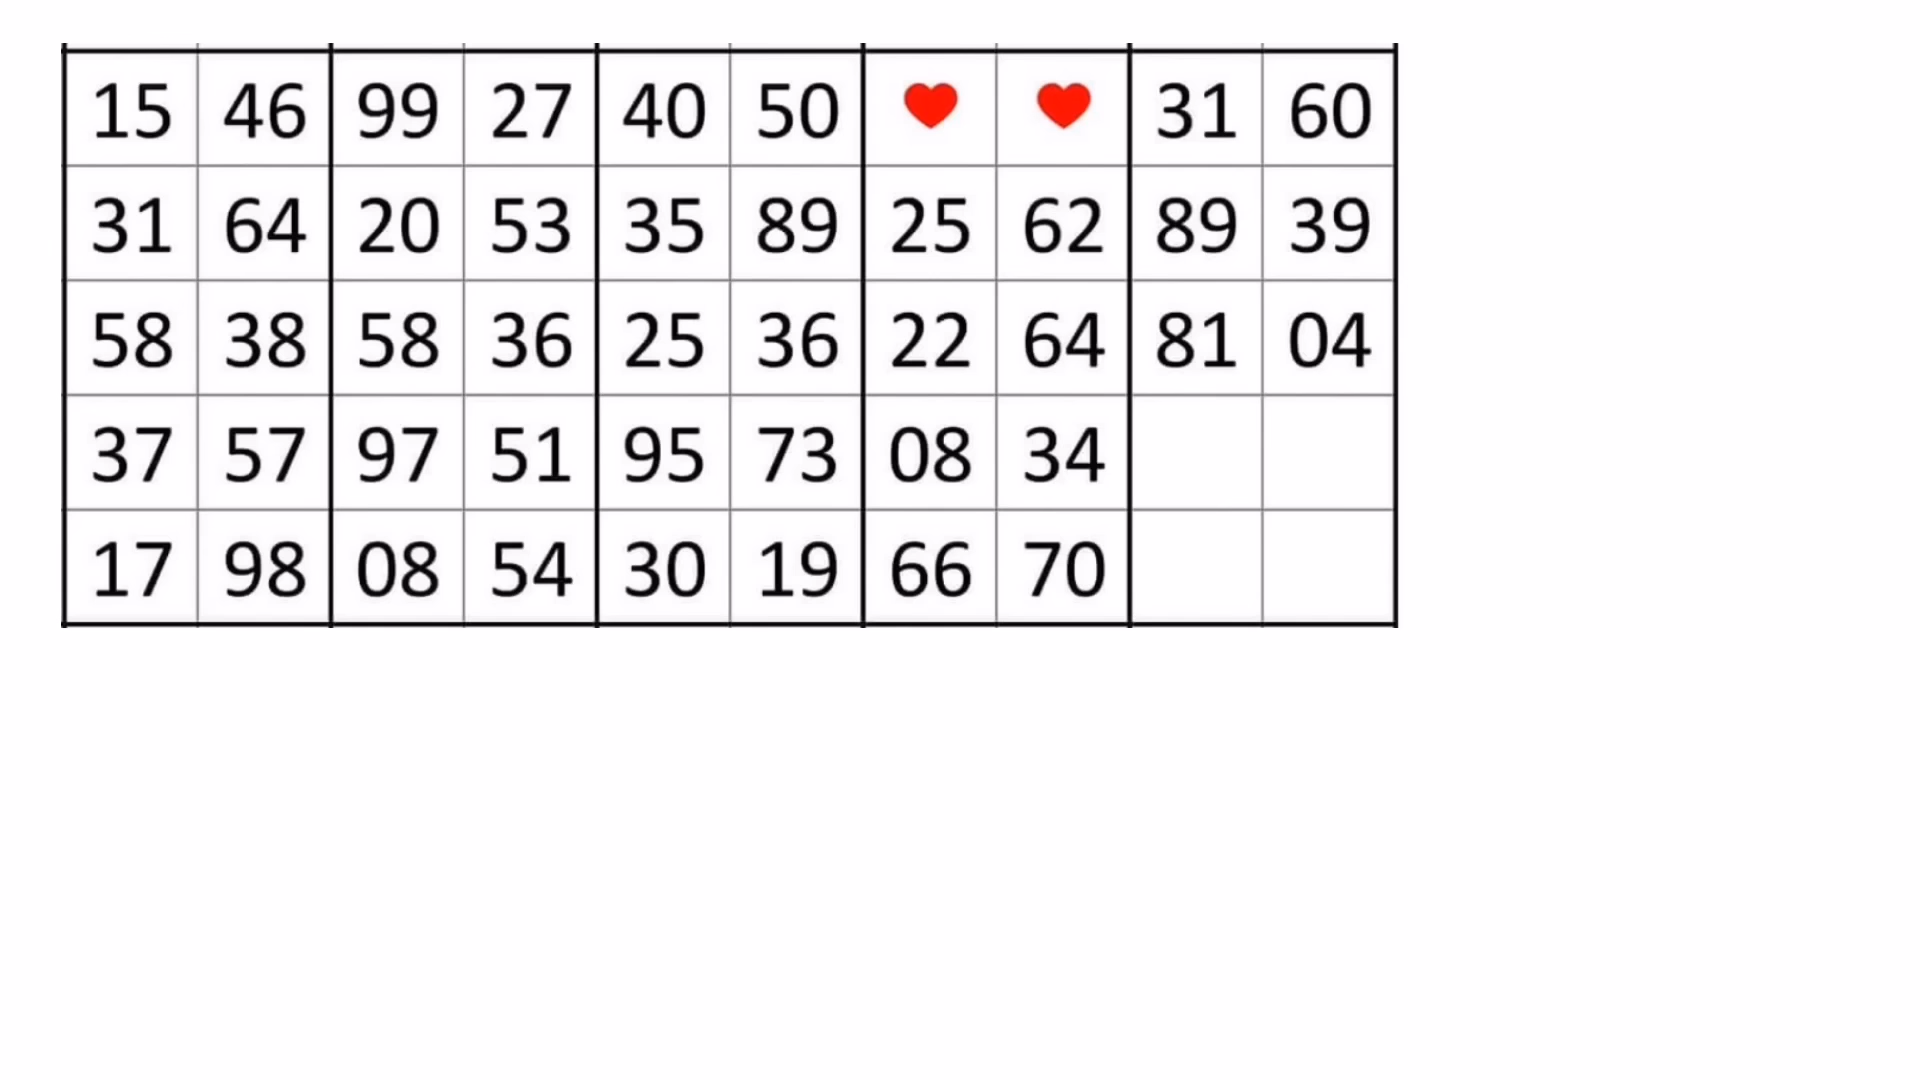 15 46 99 27 40 50 ♥ ♥ 31 60
31 64 20 53 35 89 25 62 89 39
58 38 58 36 25 36 22 64 81 04
37 57 97 51 95 73 08 34
17 98 08 54 30 19 66 70